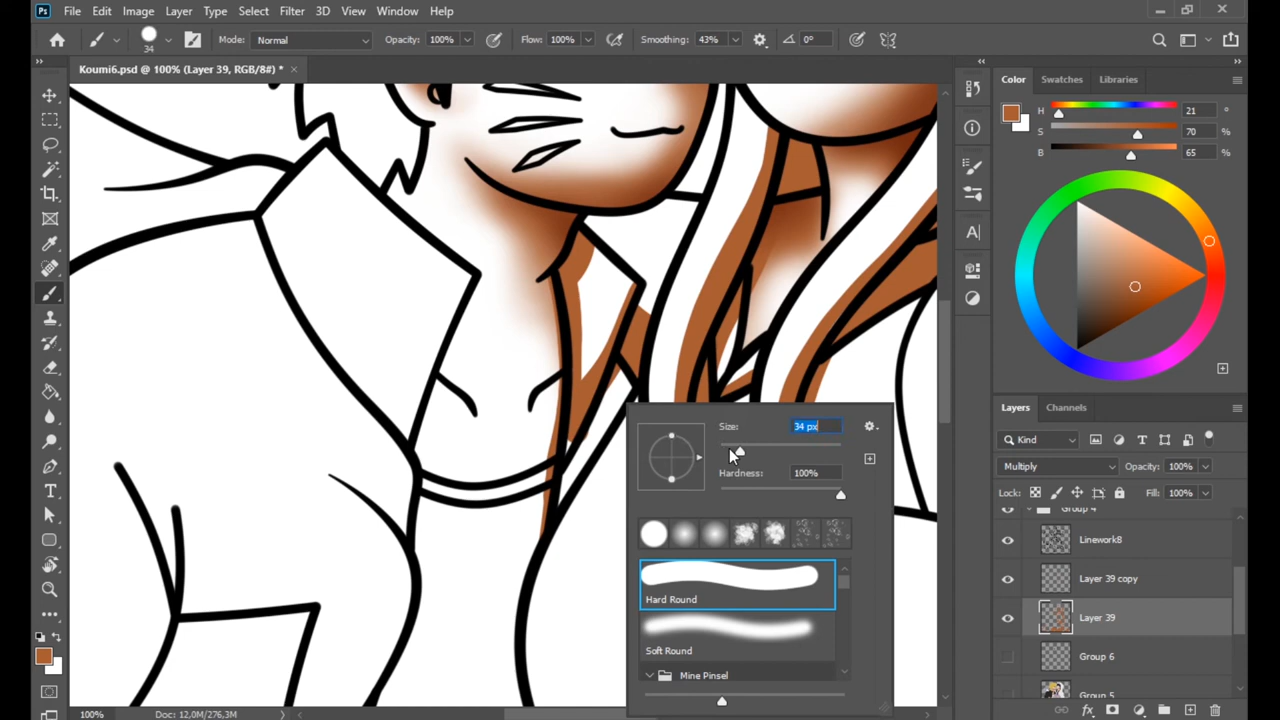 Ps File Edit Image Layer Type Select Filter 3D View Window Help
34 Mode: Normal Opacity: 100% Flow: 100% Smoothing: 43% 0°
Koumi6.psd @ 100% (Layer 39, RGB/8#) * ×
Color Swatches Libraries
H 21 °
S 70 %
B 65 %
Size: 34 px
Hardness: 100%
Hard Round
Soft Round
Mine Pinsel
Layers Channels
Kind
Multiply Opacity: 100%
Lock: Fill: 100%
Group 4
Linework8
Layer 39 copy
Layer 39
Group 6
Group 5
100% Doc: 12,0M/276,3M